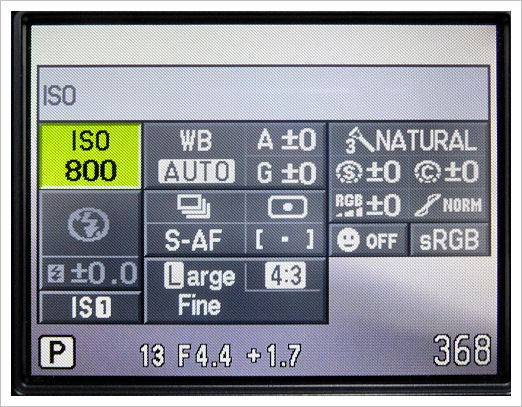 ISO
ISO
800
WB
AUTO
A ±0
G ±0
NATURAL
S ±0
C ±0
RGB ±0
NORM
S-AF
[ ▪ ]
OFF
sRGB
±0.0
IS1
Large
Fine
4:3
P
13 F4.4 +1.7
368